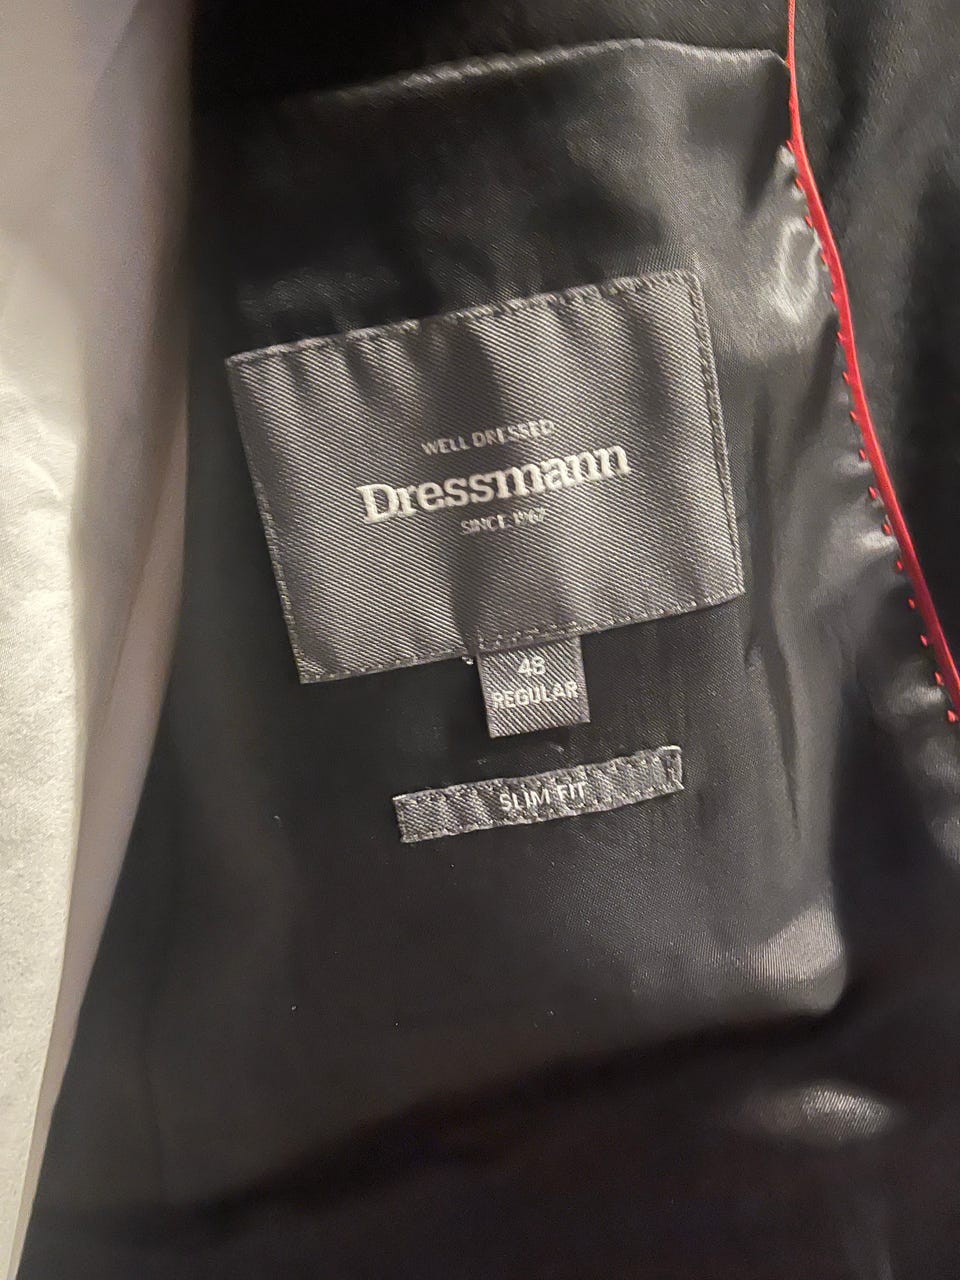 WELL DRESSED
Dressmann
SINCE 1967
48
REGULAR
SLIM FIT